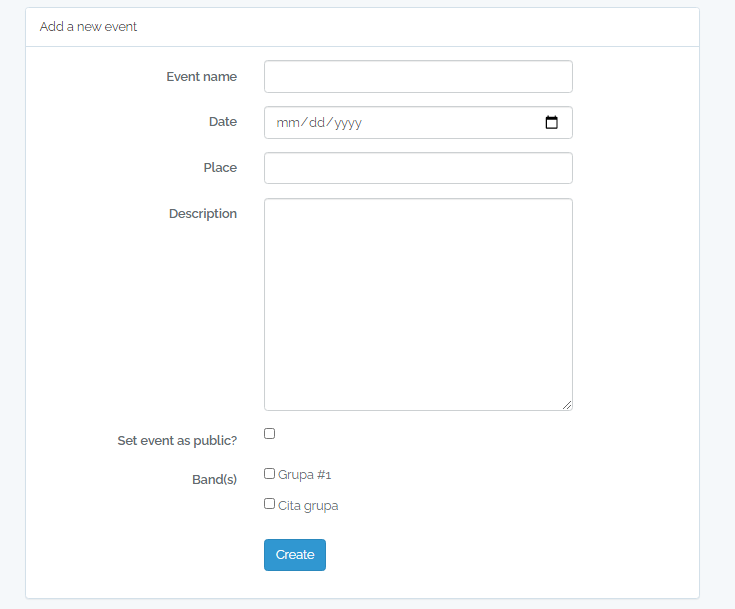 Add a new event
Event name
Date
mm/dd/yyyy
Place
Description
Set event as public?
Band(s)
Grupa #1
Cita grupa
Create